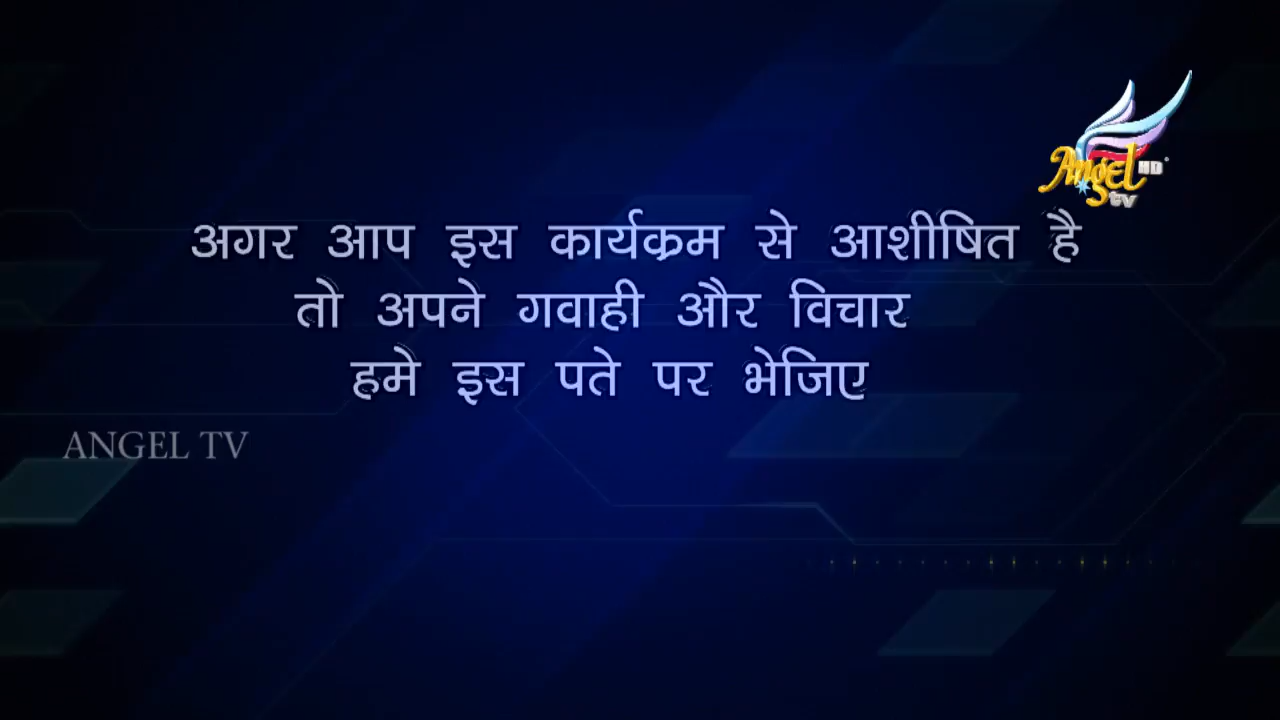 Angel HD
tv
अगर आप इस कार्यक्रम से आशीषित है
तो अपने गवाही और विचार
हमे इस पते पर भेजिए
ANGEL TV